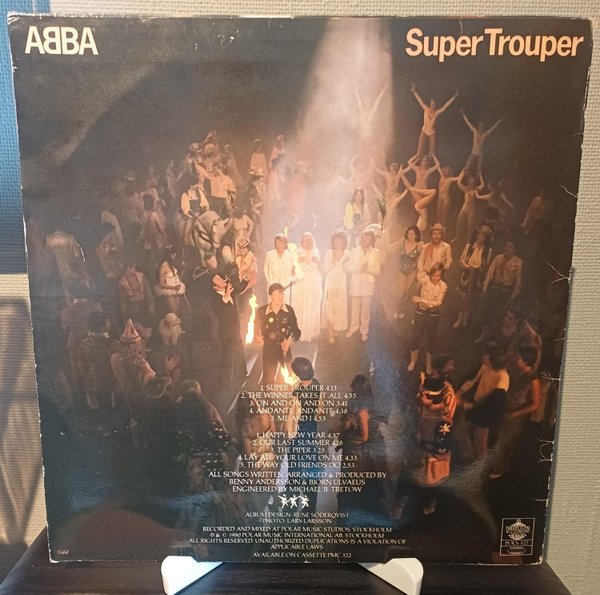 ABBA
Super Trouper
1. SUPER TROUPER 4.13
2. THE WINNER TAKES IT ALL 4.55
3. ON AND ON AND ON 3.41
4. ANDANTE, ANDANTE 4.38
5. ME AND I 4.53
B.
1. HAPPY NEW YEAR 4.37
2. OUR LAST SUMMER 4.18
3. THE PIPER 3.25
4. LAY ALL YOUR LOVE ON ME 4.33
5. THE WAY OLD FRIENDS DO 2.53
ALL SONGS WRITTEN, ARRANGED & PRODUCED BY
BENNY ANDERSSON & BJÖRN ULVAEUS
ENGINEERED BY MICHAEL B. TRETOW
ALBUM DESIGN: RUNE SÖDERQVIST
PHOTO: LARS LARSSON
RECORDED AND MIXED AT POLAR MUSIC STUDIOS, STOCKHOLM
℗ & © 1980 POLAR MUSIC INTERNATIONAL AB, STOCKHOLM
ALL RIGHTS RESERVED. UNAUTHORIZED DUPLICATIONS IS A VIOLATION OF
APPLICABLE LAWS
AVAILABLE ON CASSETTE PMC 322
POLS 322